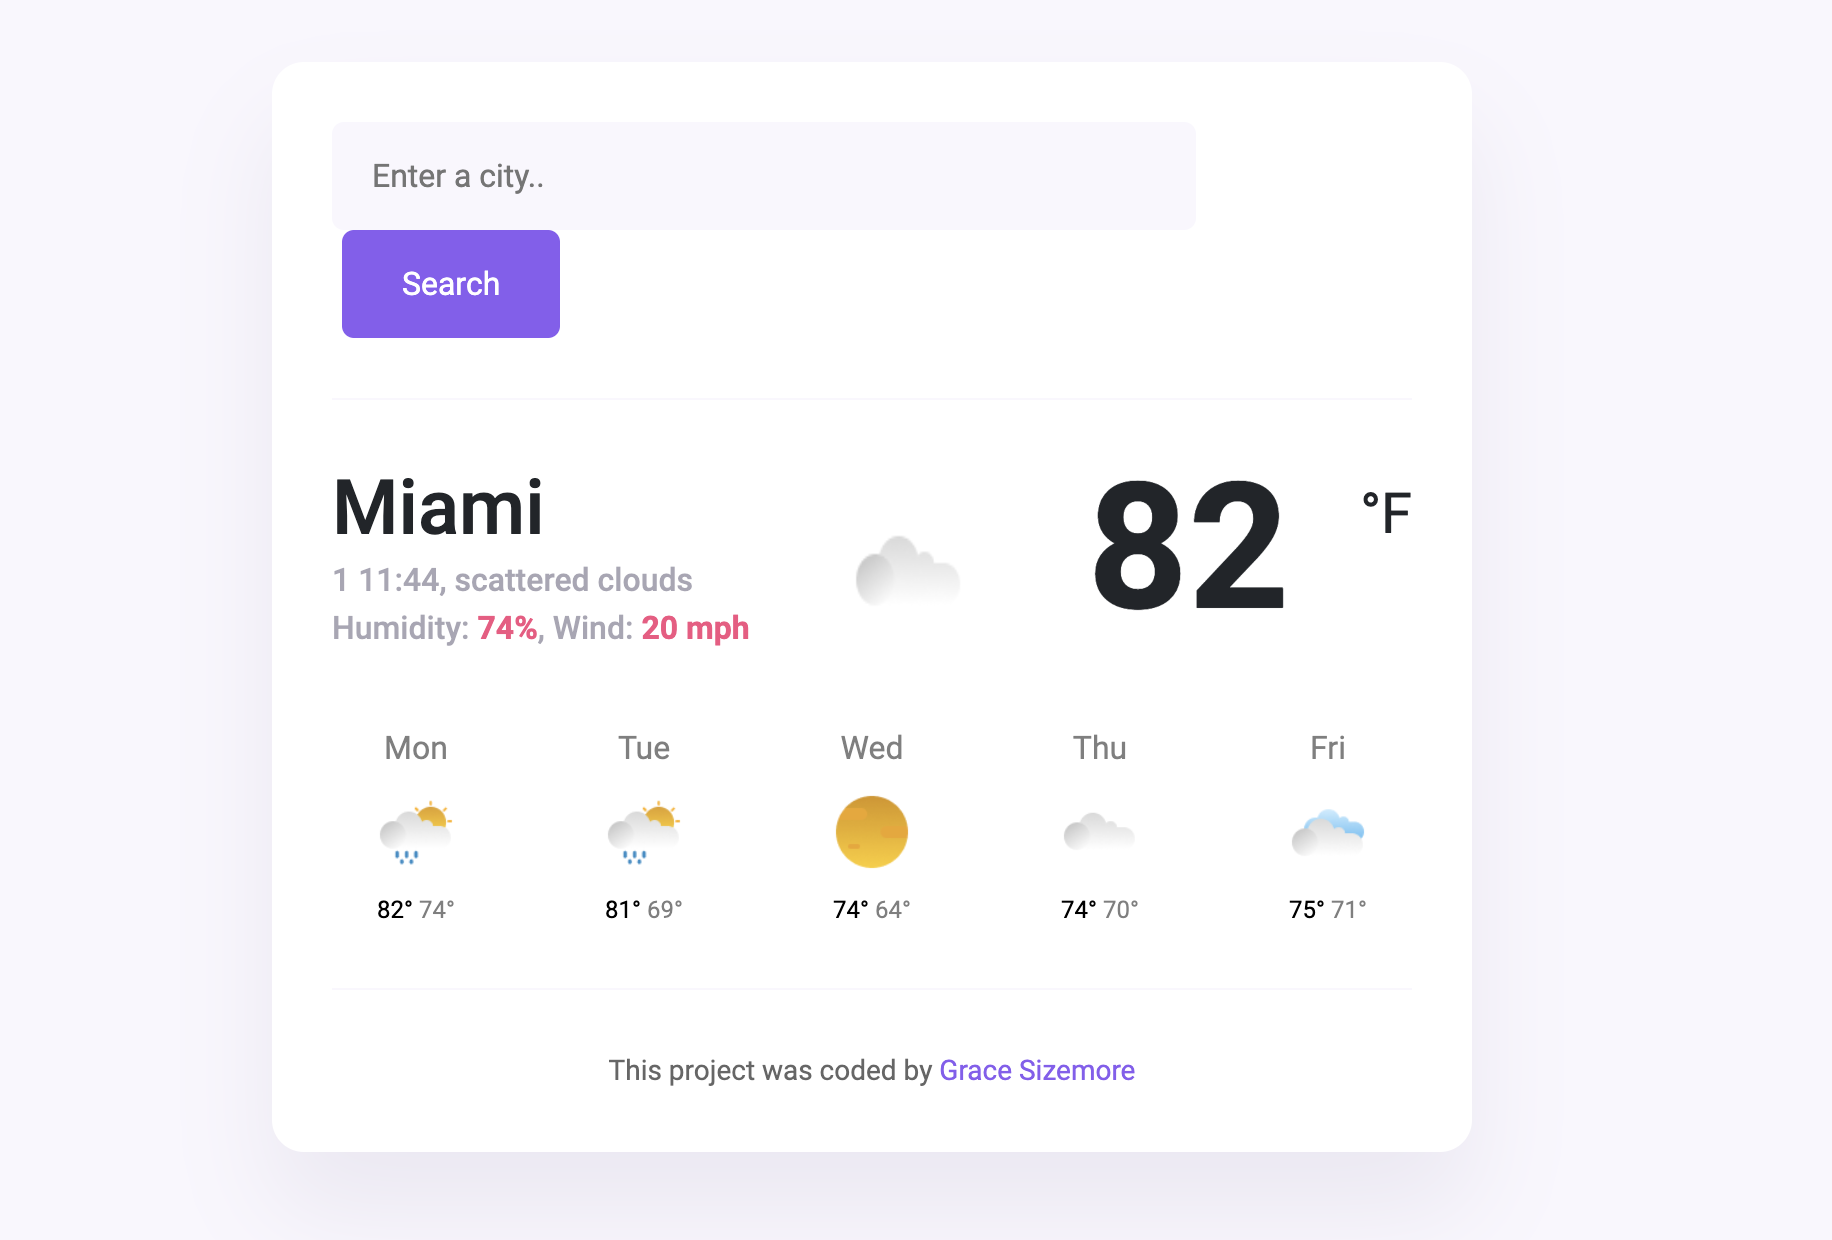 Enter a city..
Search
Miami
82 °F
1 11:44, scattered clouds
Humidity: 74%, Wind: 20 mph
Mon Tue Wed Thu Fri
82° 74° 81° 69° 74° 64° 74° 70° 75° 71°
This project was coded by Grace Sizemore